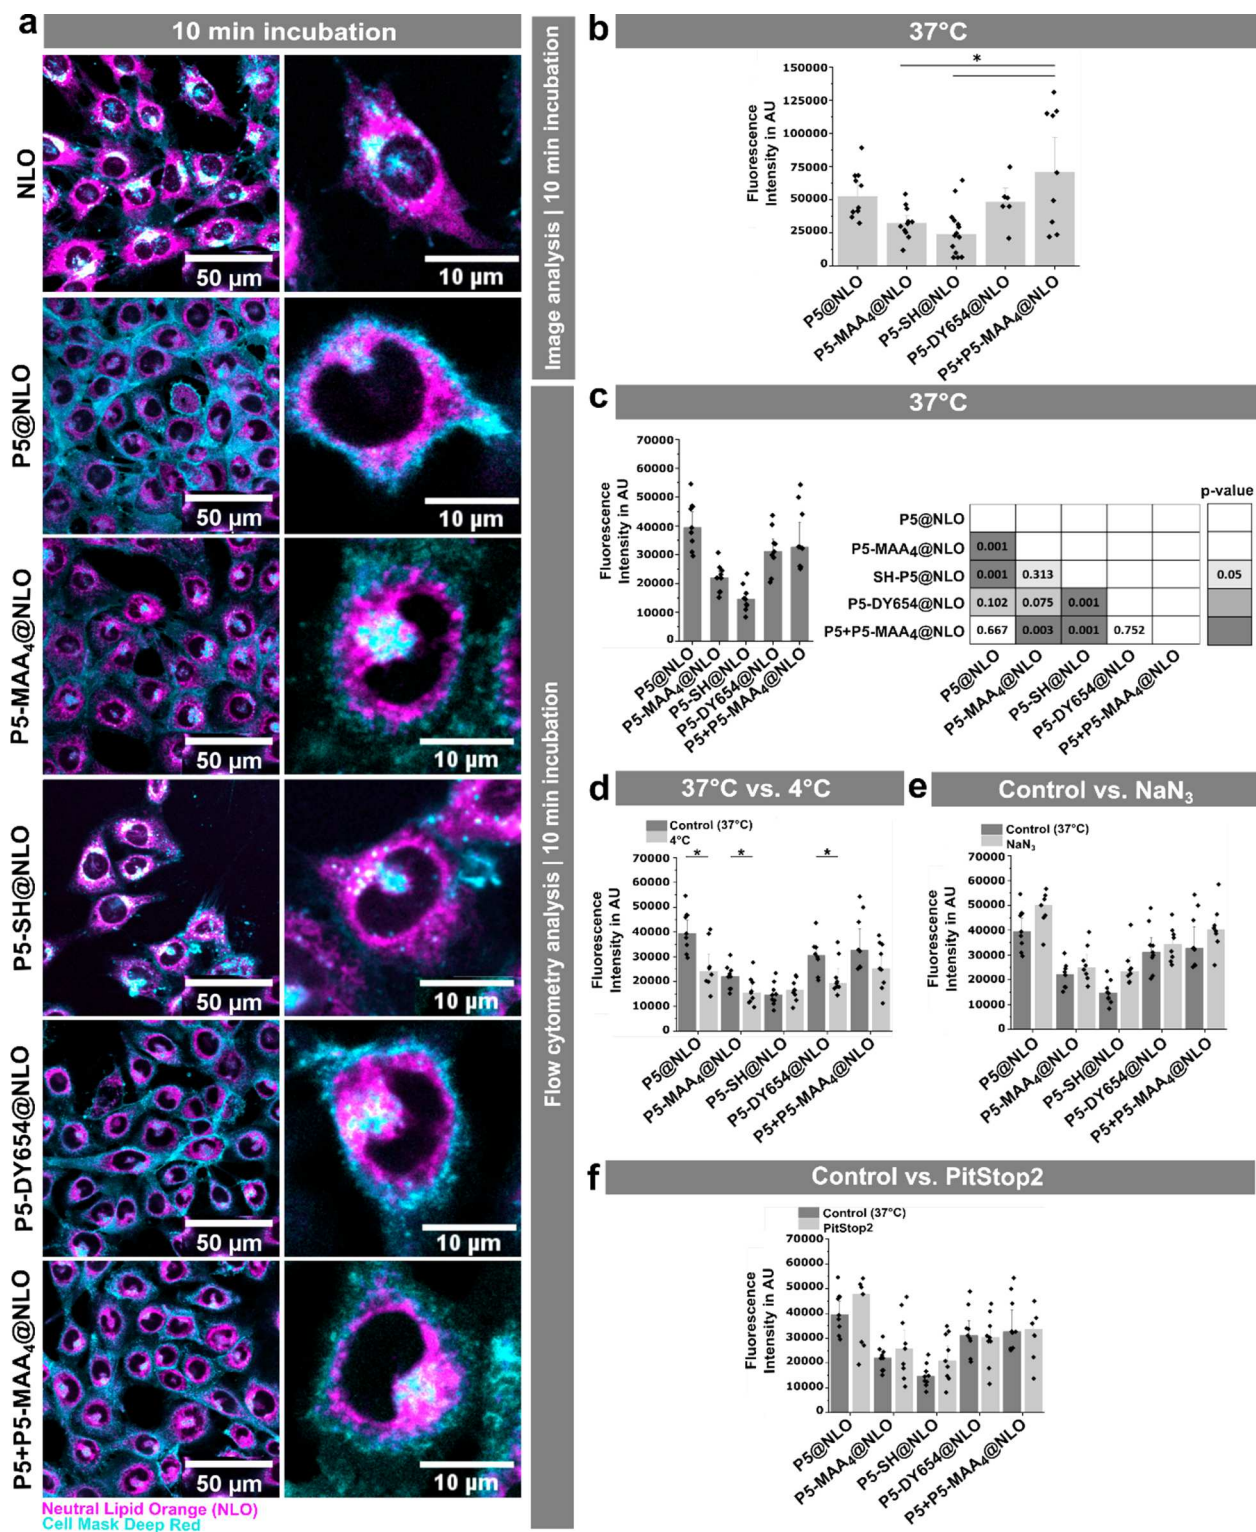 a
10 min incubation
NLO
50 µm
10 µm
P5@NLO
50 µm
10 µm
P5-MAA₄@NLO
50 µm
10 µm
P5-SH@NLO
50 µm
10 µm
P5-DY654@NLO
50 µm
10 µm
P5+P5-MAA₄@NLO
50 µm
10 µm
Neutral Lipid Orange (NLO)
Cell Mask Deep Red
Image analysis | 10 min incubation
Flow cytometry analysis | 10 min incubation
b
37°C
*
Fluorescence
Intensity in AU
150000
125000
100000
75000
50000
25000
0
P5@NLO
P5-MAA₄@NLO
P5-SH@NLO
P5-DY654@NLO
P5+P5-MAA₄@NLO
c
37°C
Fluorescence
Intensity in AU
70000
60000
50000
40000
30000
20000
10000
0
P5@NLO
P5-MAA₄@NLO
P5-SH@NLO
P5-DY654@NLO
P5+P5-MAA₄@NLO
p-value
P5@NLO
P5-MAA₄@NLO 0.001
SH-P5@NLO 0.001 0.313 0.05
P5-DY654@NLO 0.102 0.075 0.001
P5+P5-MAA₄@NLO 0.667 0.003 0.001 0.752
P5@NLO
P5-MAA₄@NLO
P5-SH@NLO
P5-DY654@NLO
P5+P5-MAA₄@NLO
d
37°C vs. 4°C
Control (37°C)
4°C
* * *
Fluorescence
Intensity in AU
70000
60000
50000
40000
30000
20000
10000
0
P5@NLO
P5-MAA₄@NLO
P5-SH@NLO
P5-DY654@NLO
P5+P5-MAA₄@NLO
e
Control vs. NaN₃
Control (37°C)
NaN₃
Fluorescence
Intensity in AU
70000
60000
50000
40000
30000
20000
10000
0
P5@NLO
P5-MAA₄@NLO
P5-SH@NLO
P5-DY654@NLO
P5+P5-MAA₄@NLO
f
Control vs. PitStop2
Control (37°C)
PitStop2
Fluorescence
Intensity in AU
70000
60000
50000
40000
30000
20000
10000
0
P5@NLO
P5-MAA₄@NLO
P5-SH@NLO
P5-DY654@NLO
P5+P5-MAA₄@NLO